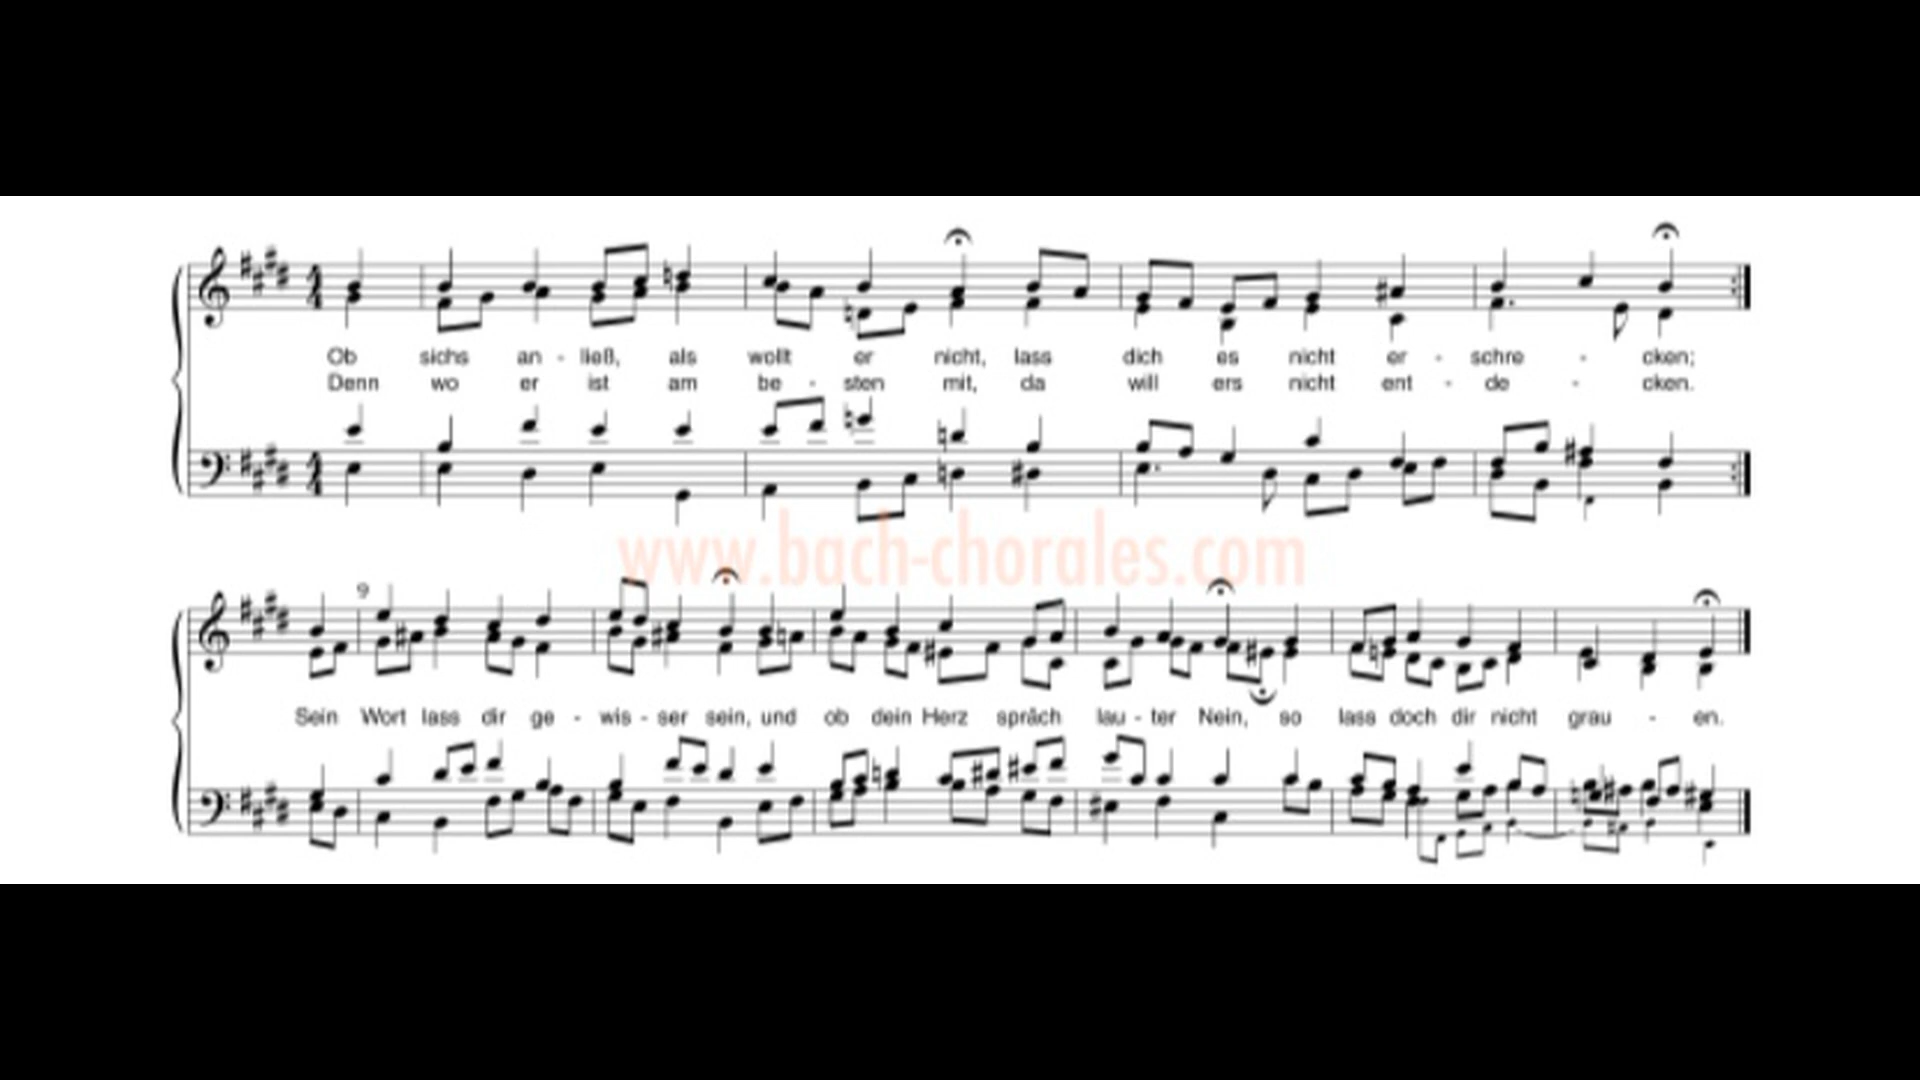 Ob sichs an - ließ, als wollt er nicht, lass dich es nicht er - schre - cken;
Denn wo er ist am be - sten mit, da will ers nicht ent - de - cken.
www.bach-chorales.com
9
Sein Wort lass dir ge - wis - ser sein, und ob dein Herz spräch lau - ter Nein, so lass doch dir nicht grau - en.